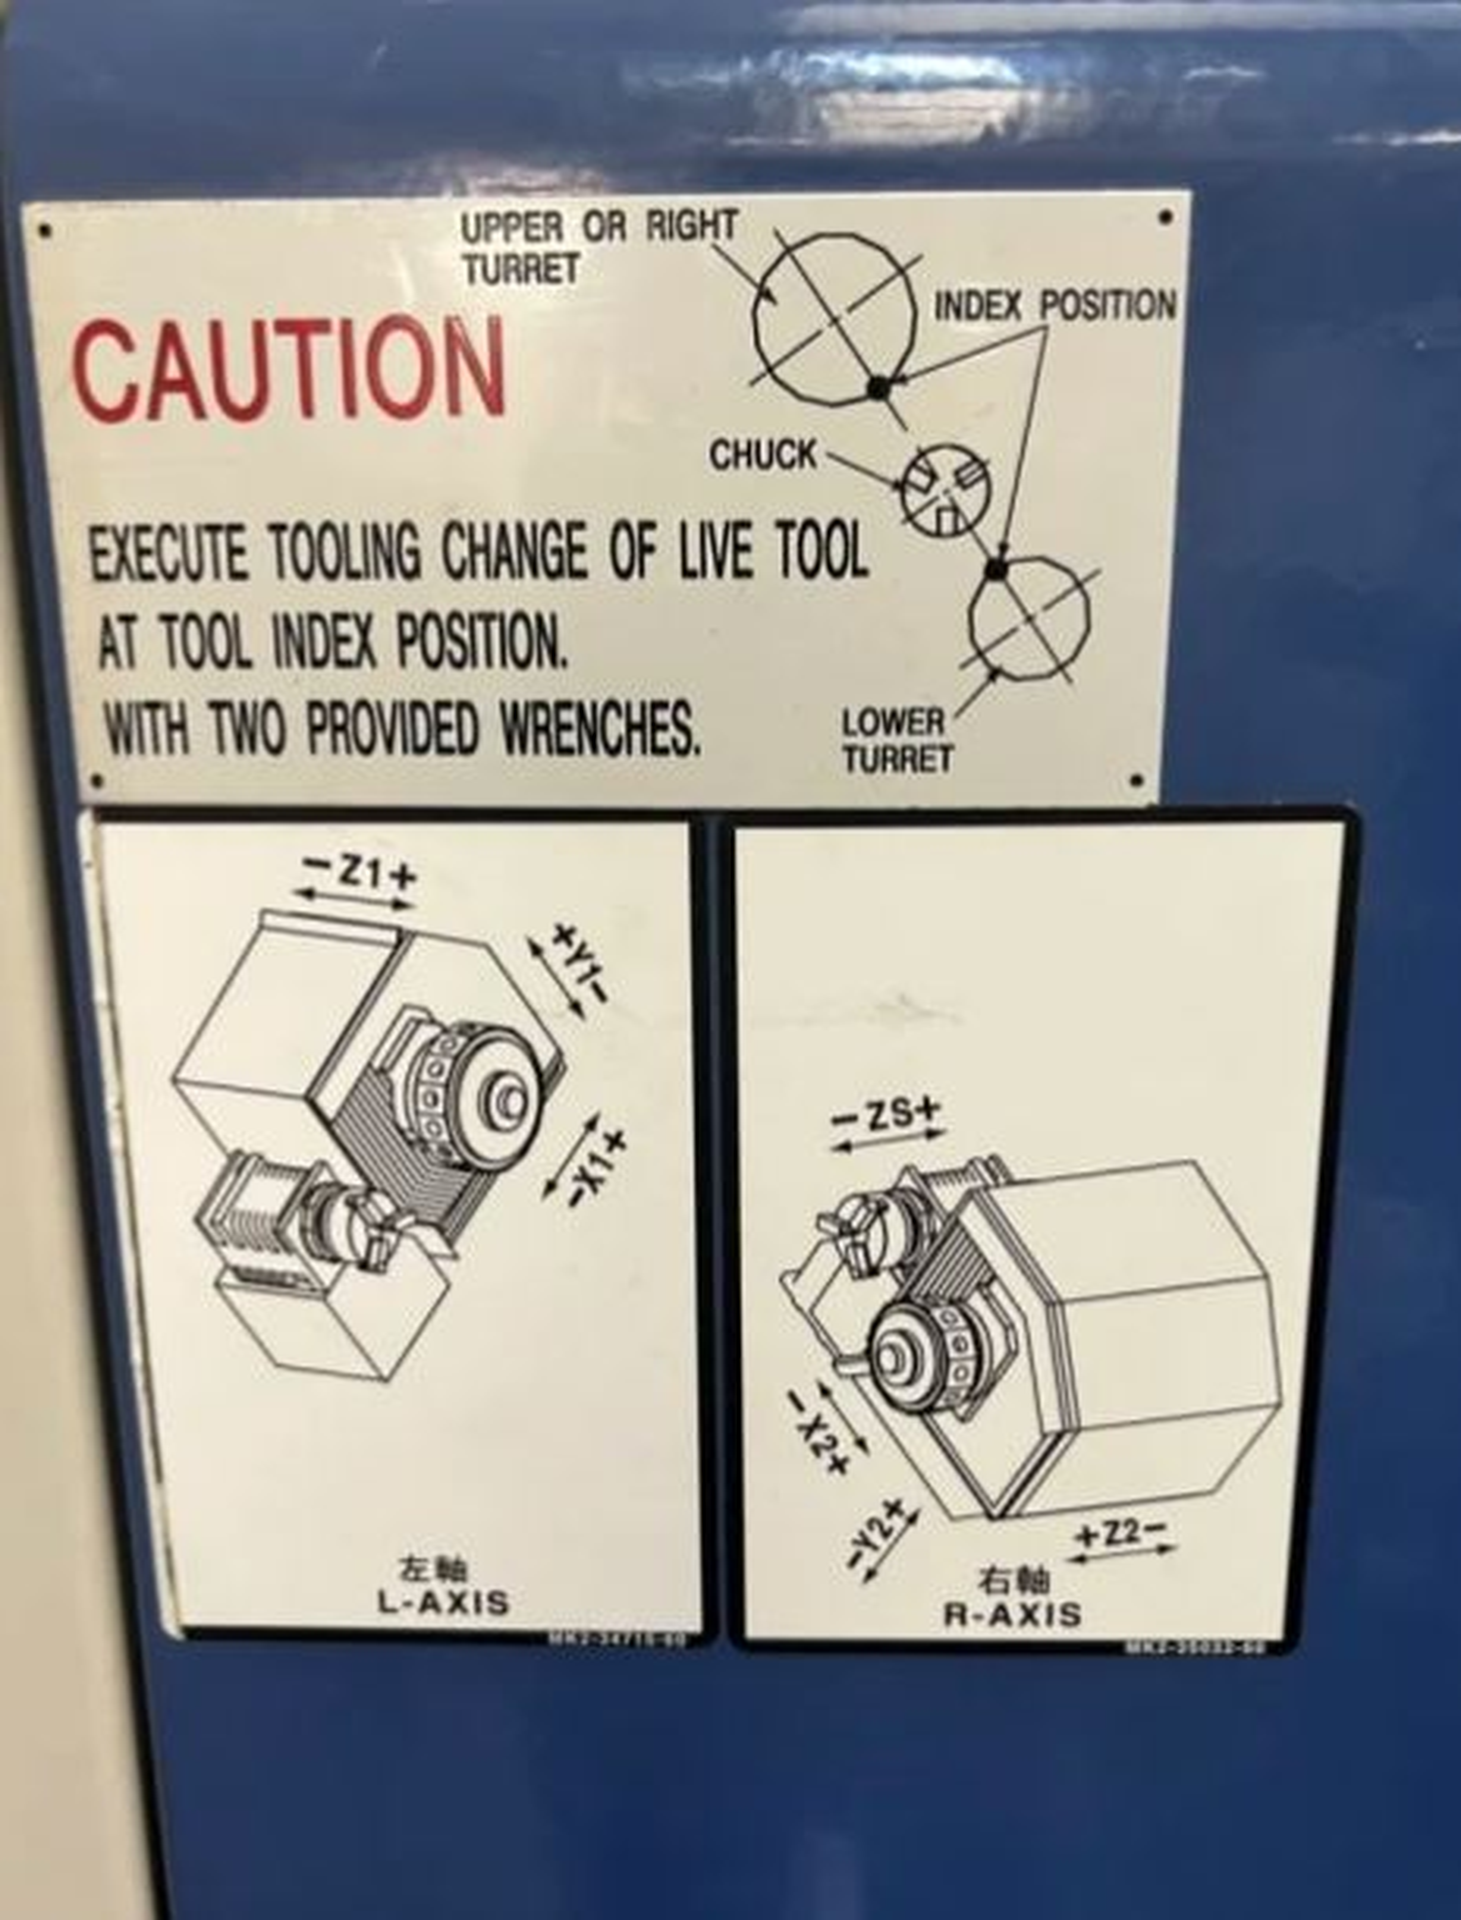 UPPER OR RIGHT
TURRET
INDEX POSITION
CAUTION
CHUCK
EXECUTE TOOLING CHANGE OF LIVE TOOL
AT TOOL INDEX POSITION.
WITH TWO PROVIDED WRENCHES.
LOWER
TURRET
-Z1+
+Y1-
-X1+
左軸
L-AXIS
-ZS+
-X2+
-Y2+
+Z2-
右軸
R-AXIS